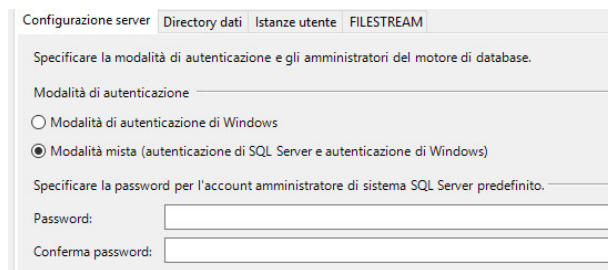 Configurazione server Directory dati Istanze utente FILESTREAM
Specificare la modalità di autenticazione e gli amministratori del motore di database.
Modalità di autenticazione
Modalità di autenticazione di Windows
Modalità mista (autenticazione di SQL Server e autenticazione di Windows)
Specificare la password per l'account amministratore di sistema SQL Server predefinito.
Password:
Conferma password: